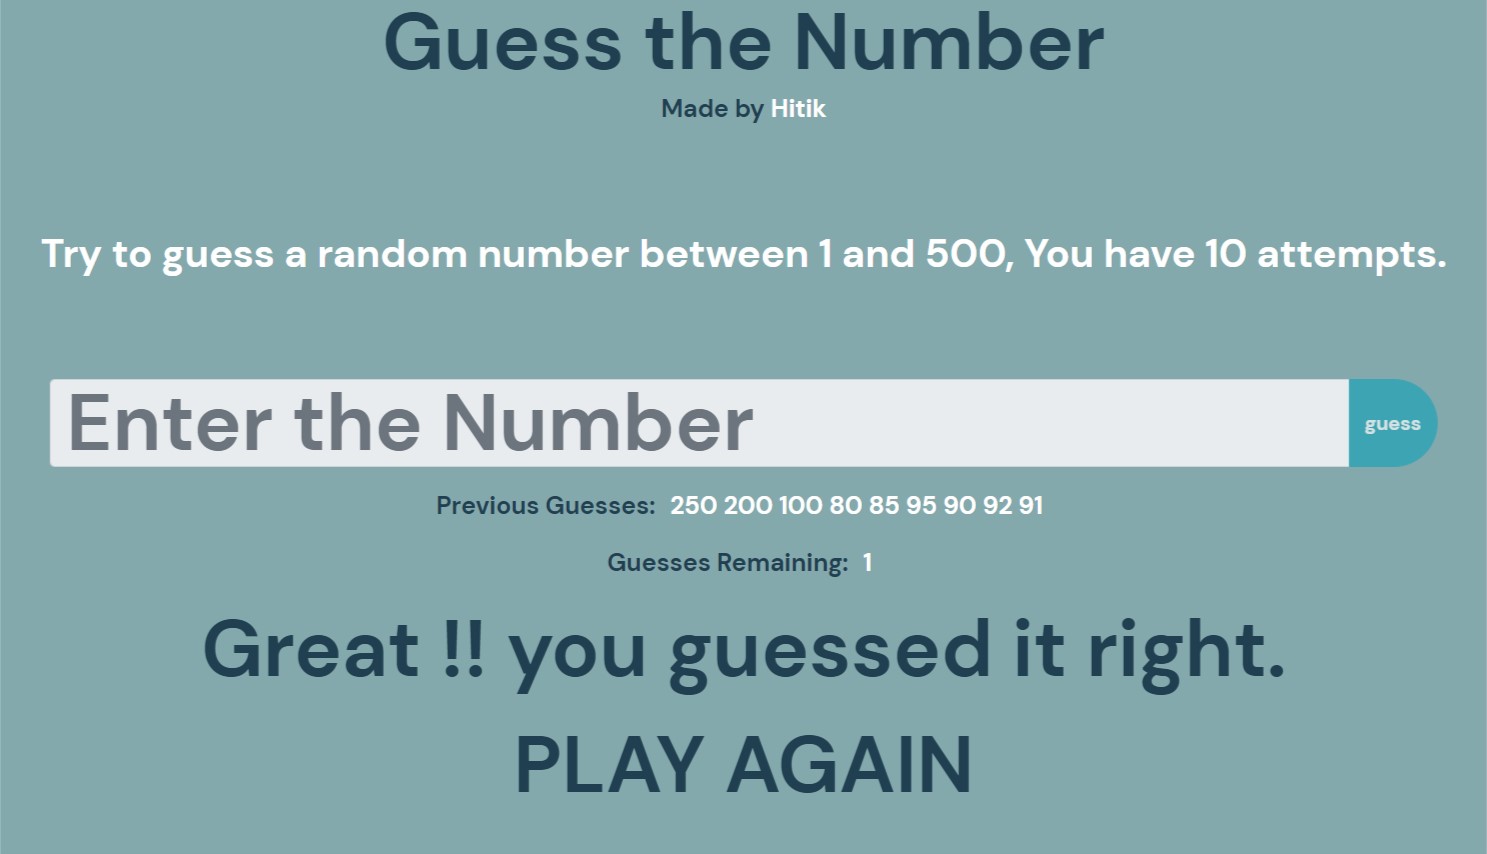 Guess the Number
Made by Hitik
Try to guess a random number between 1 and 500, You have 10 attempts.
Enter the Number
guess
Previous Guesses: 250 200 100 80 85 95 90 92 91
Guesses Remaining: 1
Great !! you guessed it right.
PLAY AGAIN